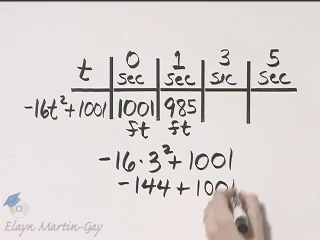 t 0 sec 1 sec 3 sec 5 sec
-16t²+1001 1001 ft 985 ft
-16·3²+1001
-144+1001
Elayn Martin-Gay